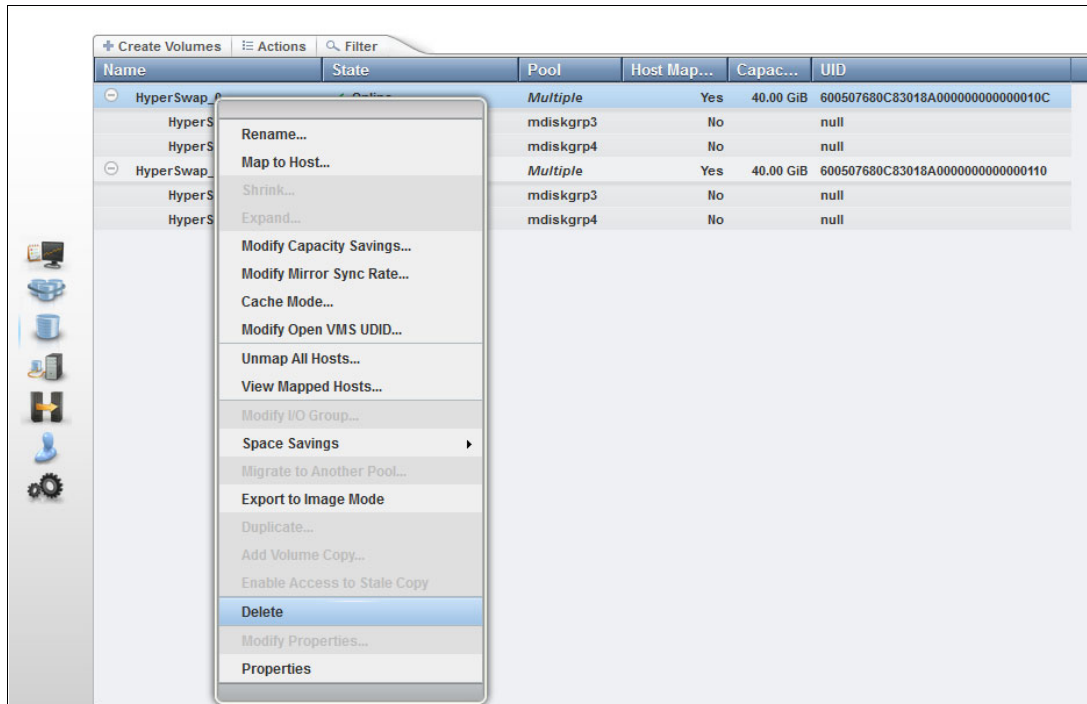 Create Volumes Actions Filter
Name State Pool Host Map... Capac... UID
HyperSwap_0 Online Multiple Yes 40.00 GiB 600507680C83018A000000000000010C
HyperS mdiskgrp3 No null
Rename...
HyperS mdiskgrp4 No null
Map to Host...
HyperSwap_ Multiple Yes 40.00 GiB 600507680C83018A0000000000000110
Shrink...
HyperS mdiskgrp3 No null
Expand...
HyperS mdiskgrp4 No null
Modify Capacity Savings...
Modify Mirror Sync Rate...
Cache Mode...
Modify Open VMS UDID...
Unmap All Hosts...
View Mapped Hosts...
Modify I/O Group...
Space Savings
Migrate to Another Pool...
Export to Image Mode
Duplicate...
Add Volume Copy...
Enable Access to Stale Copy
Delete
Modify Properties...
Properties